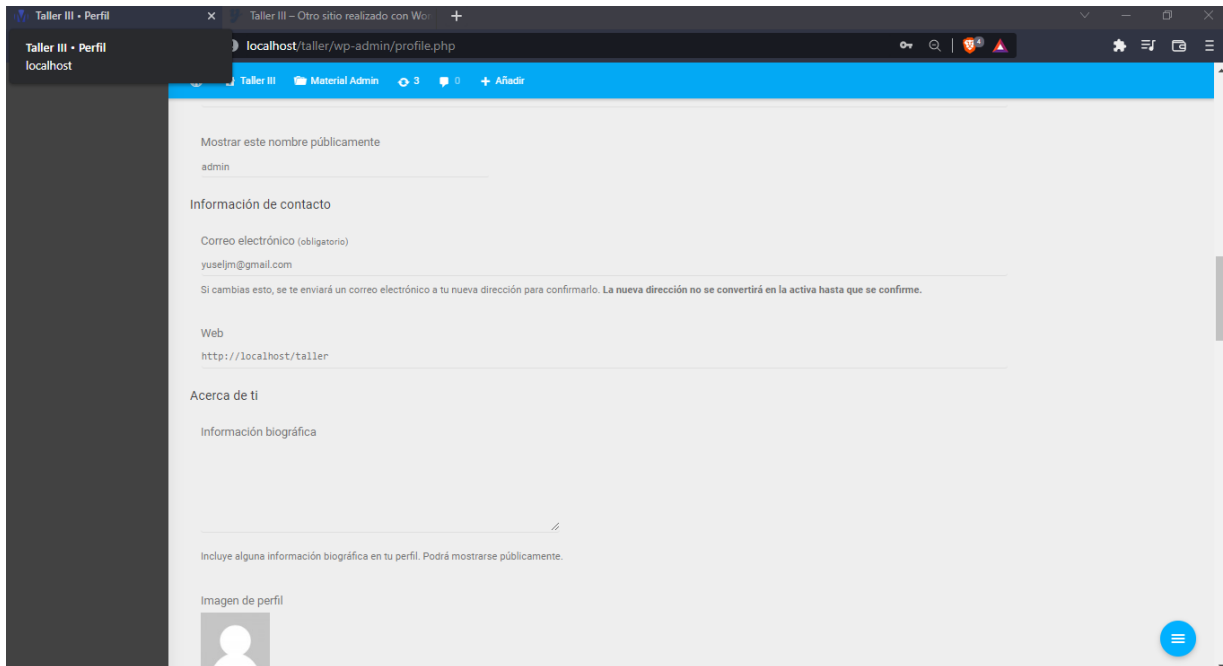 Taller III • Perfil
Taller III – Otro sitio realizado con Wor
Taller III • Perfil
localhost
localhost/taller/wp-admin/profile.php
4
Taller III
Material Admin
3
0
Añadir
Mostrar este nombre públicamente
admin
Información de contacto
Correo electrónico (obligatorio)
yuseljm@gmail.com
Si cambias esto, se te enviará un correo electrónico a tu nueva dirección para confirmarlo. La nueva dirección no se convertirá en la activa hasta que se confirme.
Web
http://localhost/taller
Acerca de ti
Información biográfica
Incluye alguna información biográfica en tu perfil. Podrá mostrarse públicamente.
Imagen de perfil